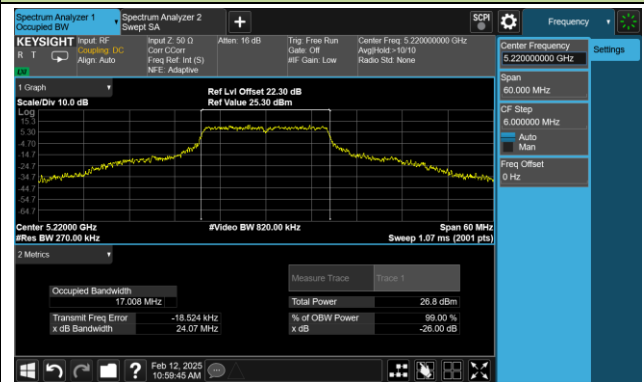 Spectrum Analyzer 1
Occupied BW
Spectrum Analyzer 2
Swept SA
+
SCPI
Frequency
KEYSIGHT
R T
LW
Input: RF
Coupling: DC
Align: Auto
Input Z: 50 Ω
Corr CCorr
Freq Ref: Int (S)
NFE: Adaptive
Atten: 16 dB
Trig: Free Run
Gate: Off
#IF Gain: Low
Center Freq: 5.220000000 GHz
Avg|Hold:>10/10
Radio Std: None
Center Frequency
5.220000000 GHz
Settings
Span
60.000 MHz
CF Step
6.000000 MHz
Auto
Man
Freq Offset
0 Hz
1 Graph
Scale/Div 10.0 dB
Ref Lvl Offset 22.30 dB
Ref Value 25.30 dBm
Log
15.3
5.30
-4.70
-14.7
-24.7
-34.7
-44.7
-54.7
-64.7
Center 5.22000 GHz
#Res BW 270.00 kHz
#Video BW 820.00 kHz
Span 60 MHz
Sweep 1.07 ms (2001 pts)
2 Metrics
Measure Trace
Trace 1
Occupied Bandwidth
17.008 MHz
Total Power
26.8 dBm
Transmit Freq Error
-18.524 kHz
% of OBW Power
99.00 %
x dB Bandwidth
24.07 MHz
x dB
-26.00 dB
?
Feb 12, 2025
10:59:45 AM